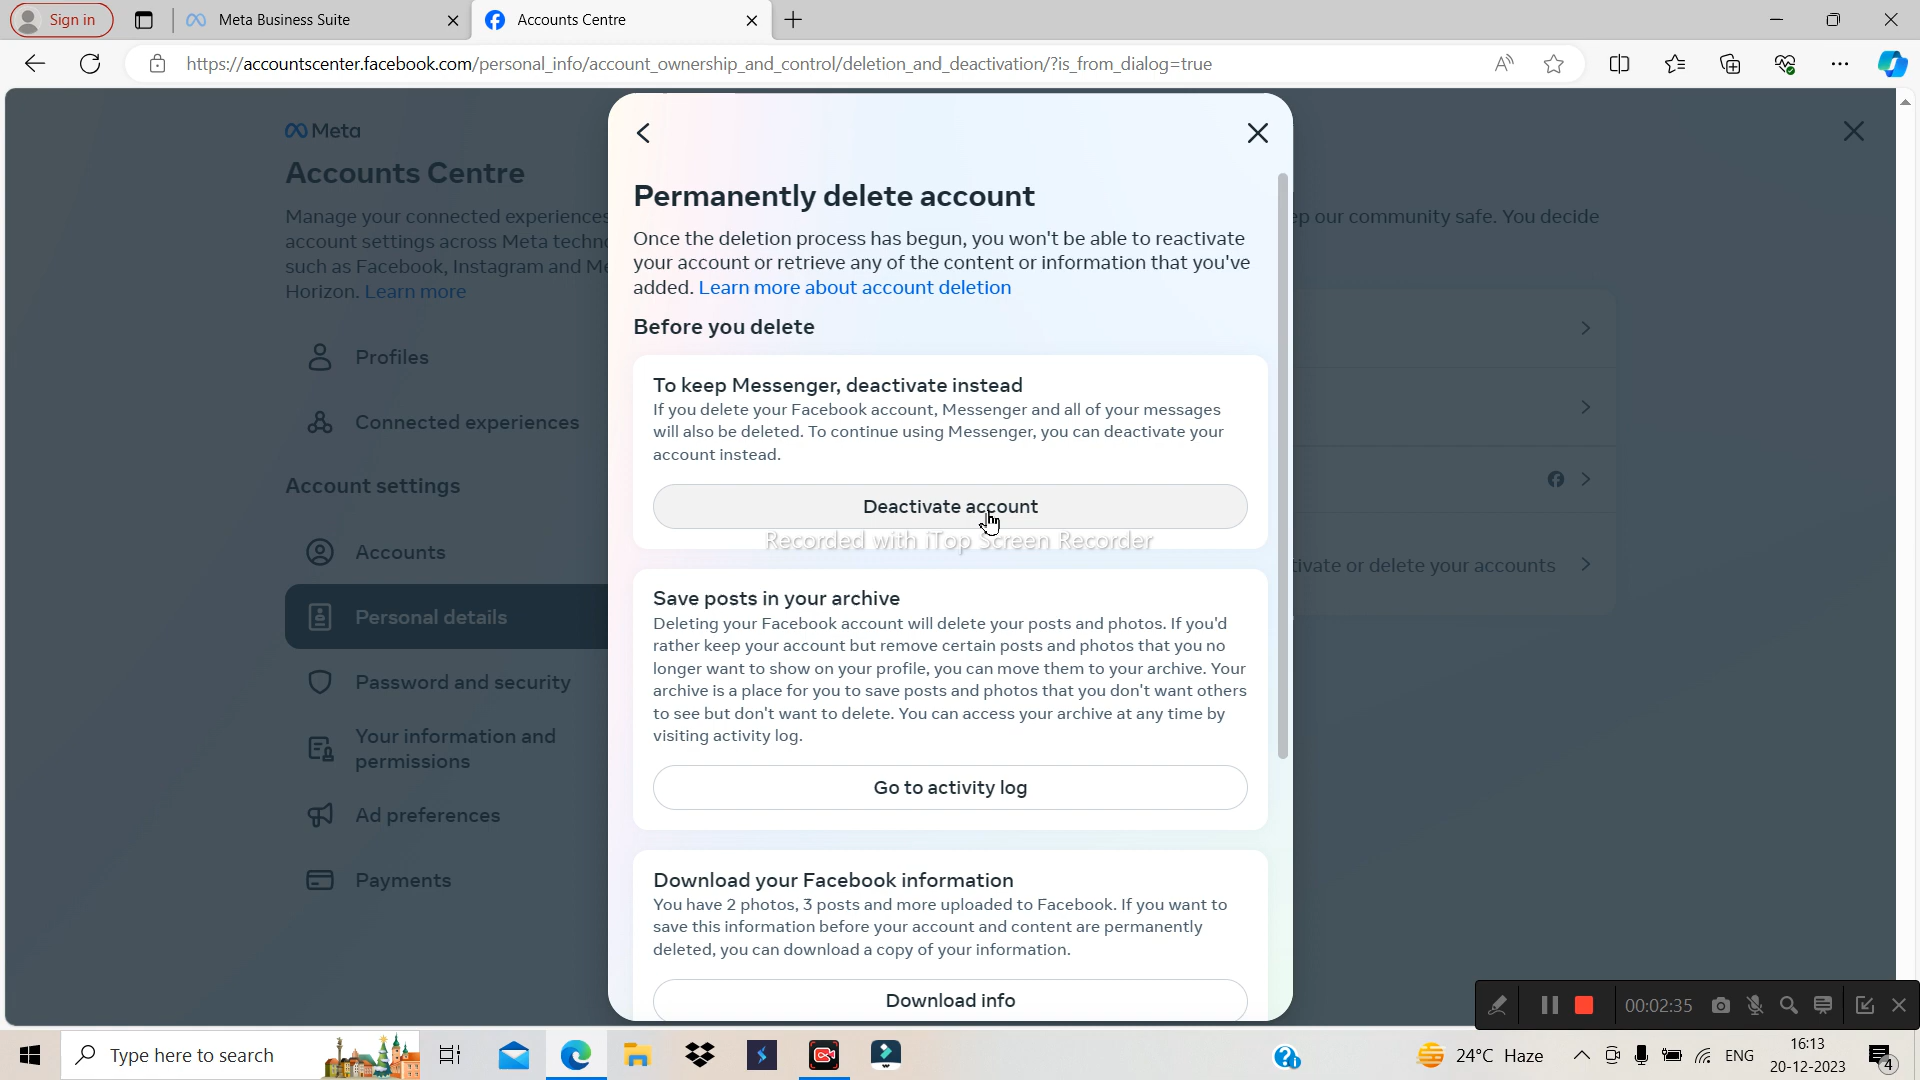 Sign in
Meta Business Suite
Accounts Centre
https://accountscenter.facebook.com/personal_info/account_ownership_and_control/deletion_and_deactivation/?is_from_dialog=true
Meta
Accounts Centre
Manage your connected experiences
account settings across Meta techno
such as Facebook, Instagram and Me
Horizon. Learn more
Profiles
Connected experiences
Account settings
Accounts
Personal details
Password and security
Your information and
permissions
Ad preferences
Payments
Permanently delete account
Once the deletion process has begun, you won't be able to reactivate
your account or retrieve any of the content or information that you've
added. Learn more about account deletion
Before you delete
To keep Messenger, deactivate instead
If you delete your Facebook account, Messenger and all of your messages
will also be deleted. To continue using Messenger, you can deactivate your
account instead.
Deactivate account
Recorded with iTop Screen Recorder
Save posts in your archive
Deleting your Facebook account will delete your posts and photos. If you'd
rather keep your account but remove certain posts and photos that you no
longer want to show on your profile, you can move them to your archive. Your
archive is a place for you to save posts and photos that you don't want others
to see but don't want to delete. You can access your archive at any time by
visiting activity log.
Go to activity log
Download your Facebook information
You have 2 photos, 3 posts and more uploaded to Facebook. If you want to
save this information before your account and content are permanently
deleted, you can download a copy of your information.
Download info
ep our community safe. You decide
tivate or delete your accounts
00:02:35
Type here to search
24°C Haze
ENG
16:13
20-12-2023
4